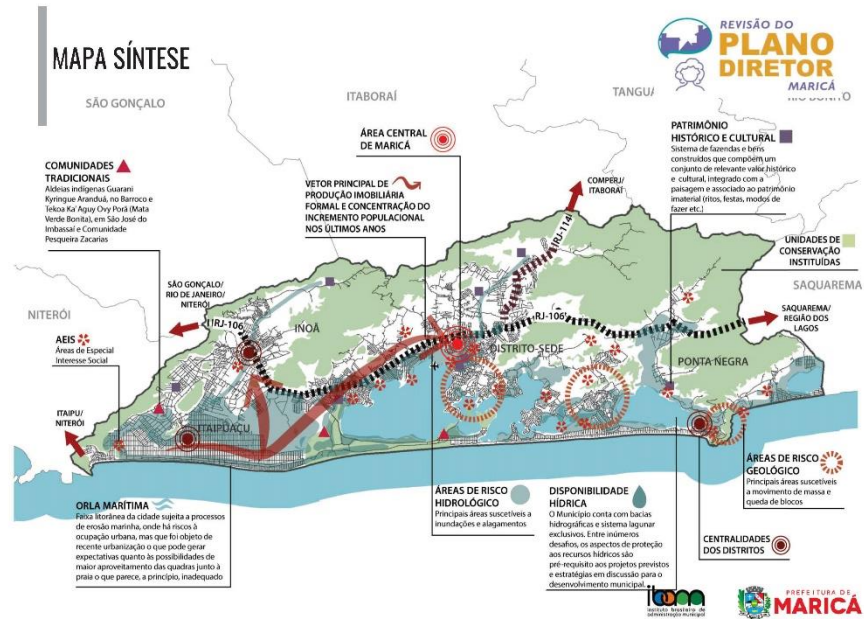 MAPA SÍNTESE
REVISÃO DO
PLANO
DIRETOR
MARICÁ
SÃO GONÇALO
ITABORAÍ
TANGUÁ
RIO BONITO
ÁREA CENTRAL
DE MARICÁ
PATRIMÔNIO
HISTÓRICO E CULTURAL
Sistema de fazendas e bens
construídos que compõem um
conjunto de relevante valor histórico
e cultural, integrado com a
paisagem e associado ao patrimônio
imaterial (ritos, festas, modos de
fazer etc.)
COMUNIDADES
TRADICIONAIS
Aldeias indígenas Guarani
Kyringue Aranduá, no Barroco e
Tekoa Ka'Aguy Ovy Porã (Mata
Verde Bonita), em São José do
Imbassaí e Comunidade
Pesqueira Zacarias
VETOR PRINCIPAL DE
PRODUÇÃO IMOBILIÁRIA
FORMAL E CONCENTRAÇÃO DO
INCREMENTO POPULACIONAL
NOS ÚLTIMOS ANOS
COMPERJ/
ITABORAÍ
RJ-114
UNIDADES DE
CONSERVAÇÃO
INSTITUÍDAS
SÃO GONÇALO/
RIO DE JANEIRO/
NITERÓI
SAQUAREMA
NITERÓI
RJ-106
INOÃ
RJ-106
SAQUAREMA/
REGIÃO DOS
LAGOS
AEIS
Áreas de Especial
Interesse Social
DISTRITO-SEDE
PONTA NEGRA
ITAIPU/
NITERÓI
ITAIPUAÇU
ORLA MARÍTIMA
Faixa litorânea da cidade sujeita a processos
de erosão marinha, onde há riscos à
ocupação urbana, mas que foi objeto de
recente urbanização o que pode gerar
expectativas quanto às possibilidades de
maior aproveitamento das quadras junto à
praia o que parece, a princípio, inadequado
ÁREAS DE RISCO
HIDROLÓGICO
Principais áreas suscetíveis a
inundações e alagamentos
DISPONIBILIDADE
HÍDRICA
O Município conta com bacias
hidrográficas e sistema lagunar
exclusivos. Entre inúmeros
desafios, os aspectos de proteção
aos recursos hídricos são
pré-requisito aos projetos previstos e
estratégias em discussão para o
desenvolvimento municipal.
ÁREAS DE RISCO
GEOLÓGICO
Principais áreas suscetíveis
a movimento de massa e
queda de blocos
CENTRALIDADES
DOS DISTRITOS
ibam
instituto brasileiro de
administração municipal
PREFEITURA DE
MARICÁ